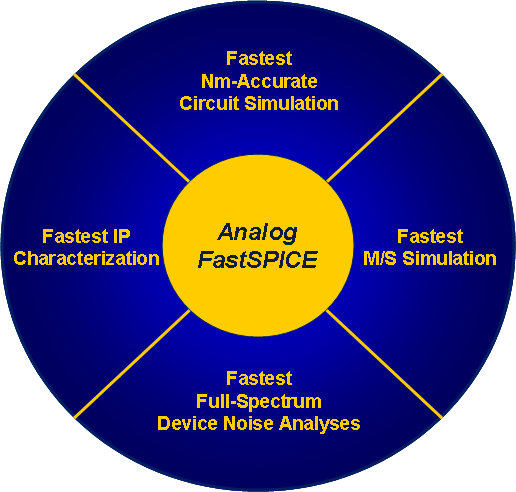 Fastest
Nm-Accurate
Circuit Simulation
Fastest IP
Characterization
Analog
FastSPICE
Fastest
M/S Simulation
Fastest
Full-Spectrum
Device Noise Analyses